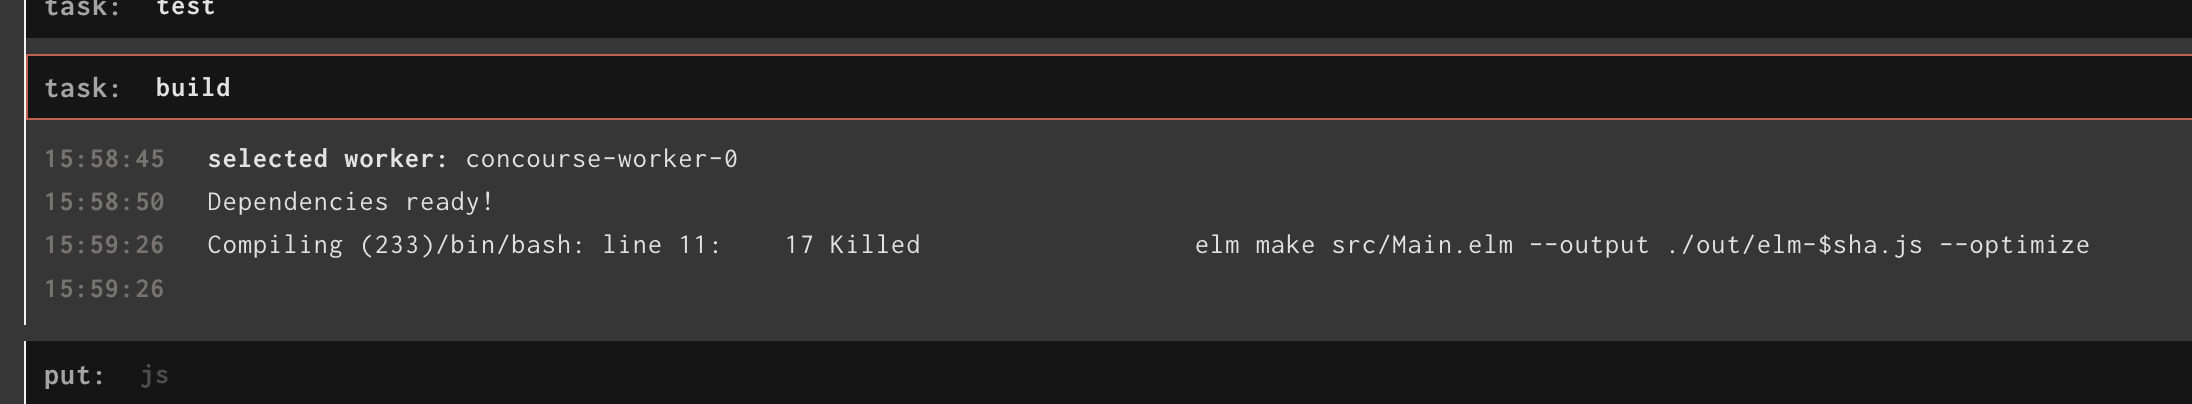 task: test
task: build
15:58:45 selected worker: concourse-worker-0
15:58:50 Dependencies ready!
15:59:26 Compiling (233)/bin/bash: line 11:    17 Killed                  elm make src/Main.elm --output ./out/elm-$sha.js --optimize
15:59:26
put: js